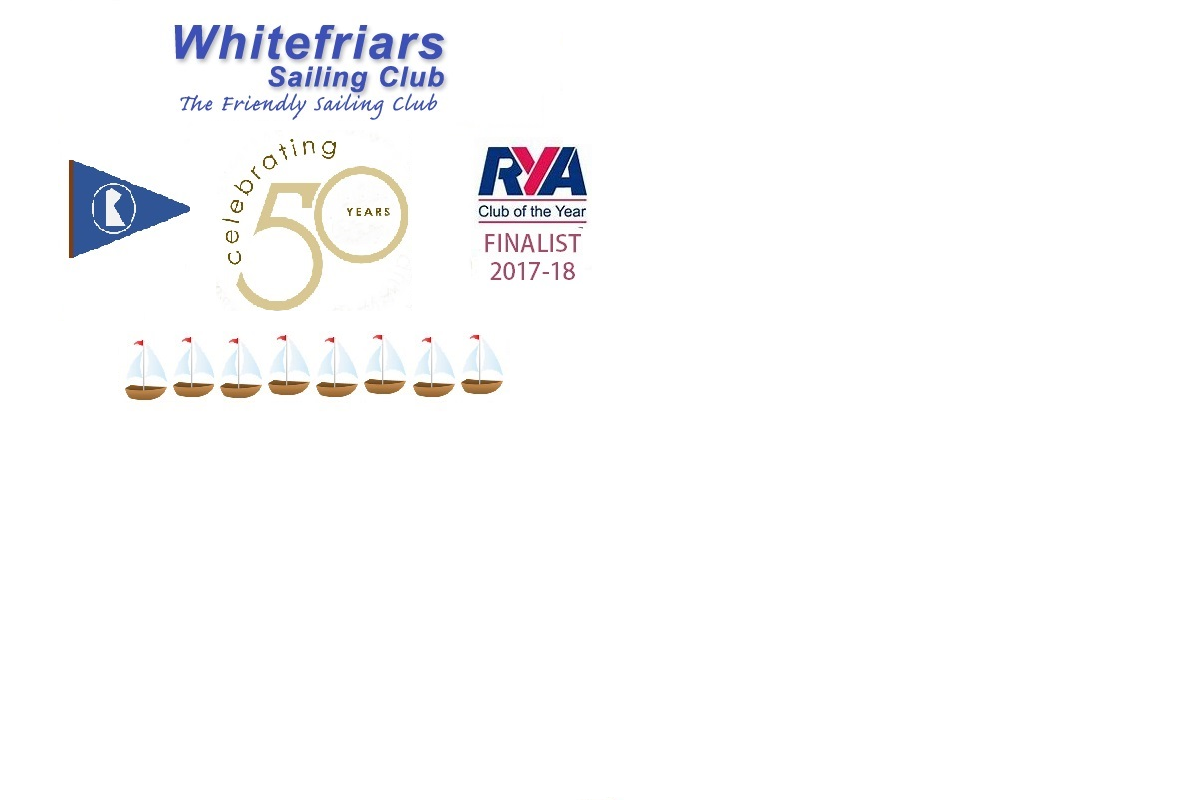 Whitefriars
Sailing Club
The Friendly Sailing Club
celebrating
50
YEARS
RYA
Club of the Year
FINALIST
2017-18